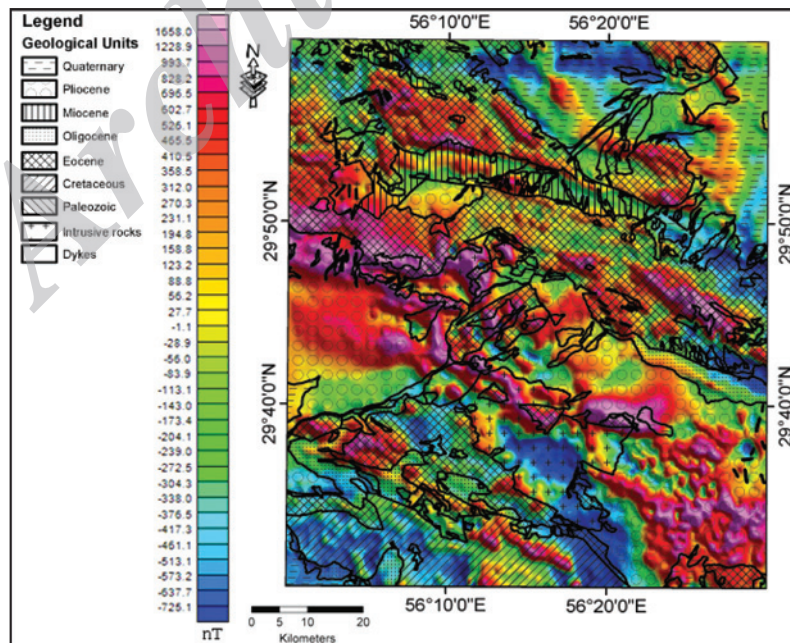 Archi
Legend
Geological Units
Quaternary
Pliocene
Miocene
Oligocene
Eocene
Cretaceous
Paleozoic
Intrusive rocks
Dykes
1658.0
1228.9
993.7
828.2
696.5
602.7
526.1
465.5
410.5
358.5
312.0
270.3
231.1
194.8
158.8
123.2
88.8
56.2
27.7
-1.1
-28.9
-56.0
-83.9
-113.1
-143.0
-173.4
-204.1
-239.0
-272.5
-304.3
-338.0
-376.5
-417.3
-461.1
-513.1
-573.2
-637.7
-725.1
nT
N
56°10'0"E
56°20'0"E
29°50'0"N
29°50'0"N
29°40'0"N
29°40'0"N
56°10'0"E
56°20'0"E
0 5 10 20
Kilometers